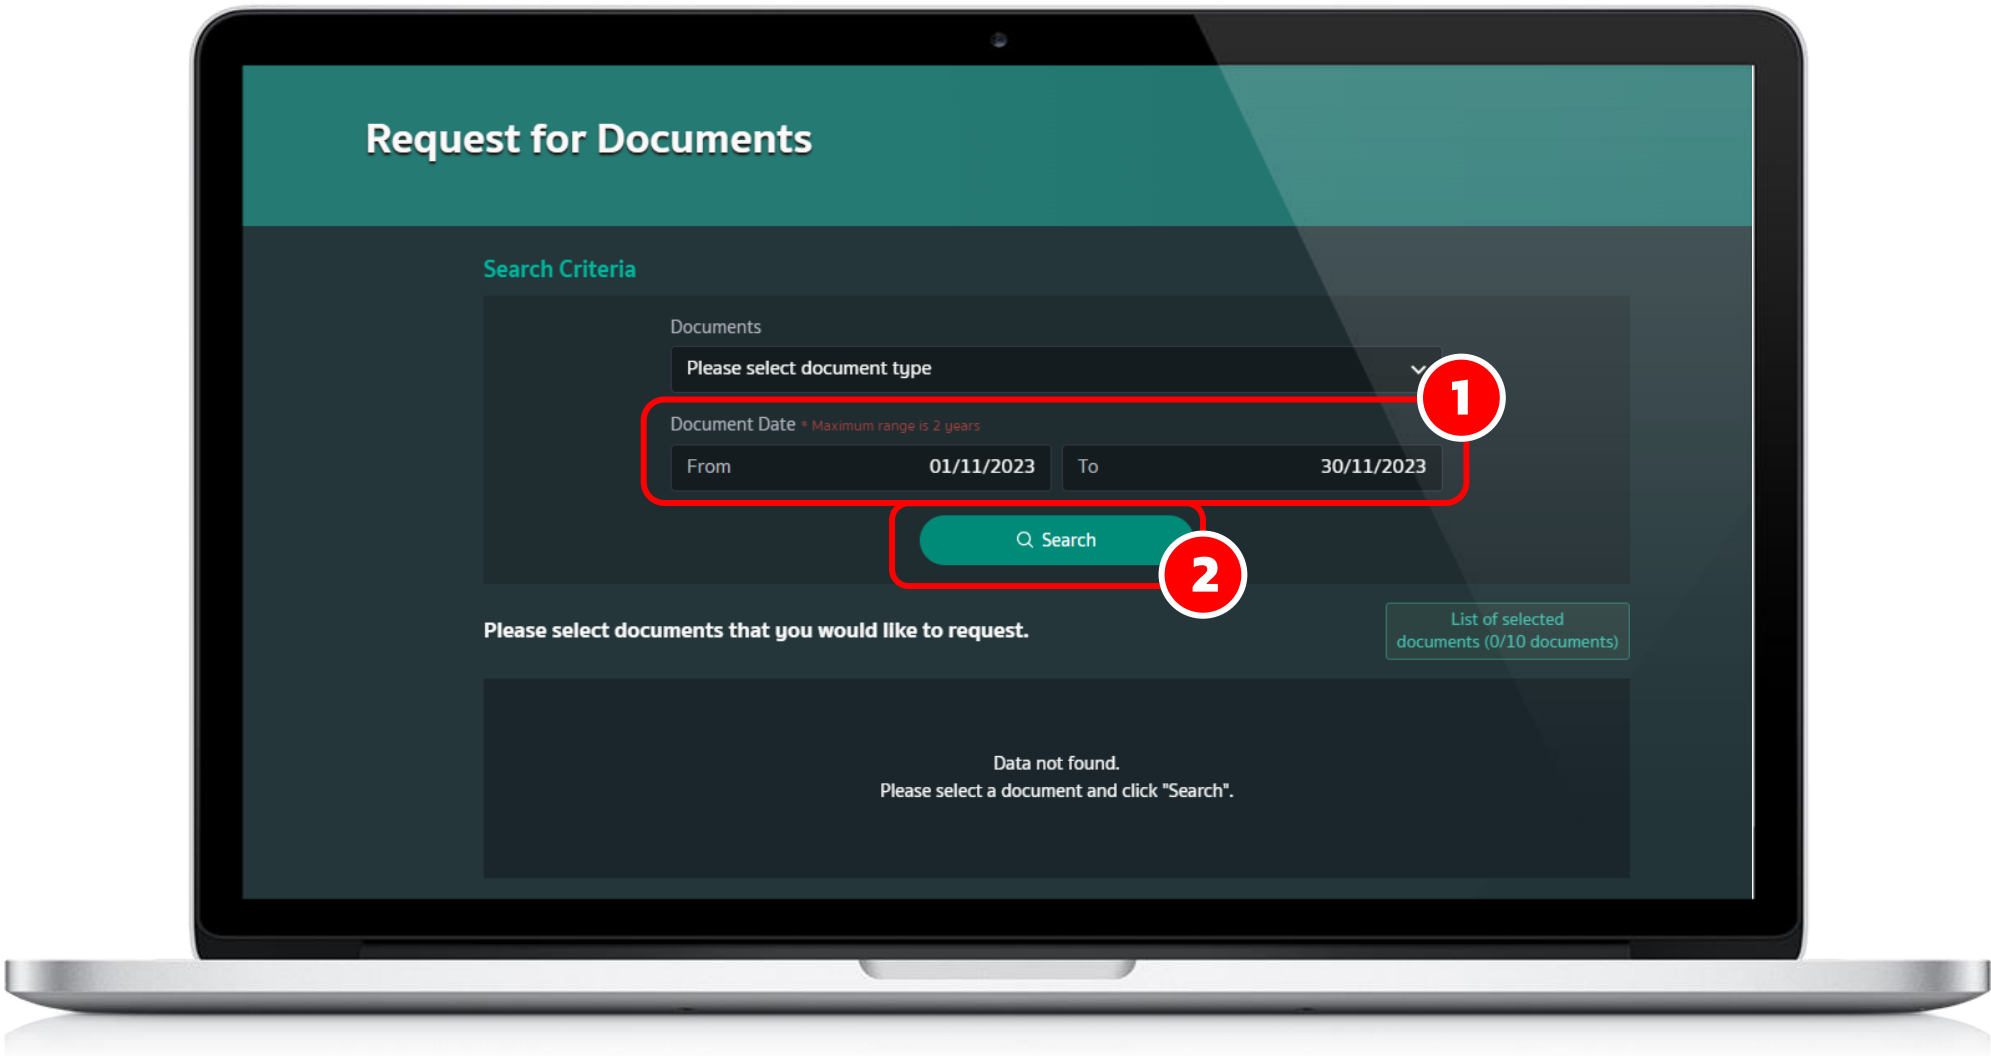 Request for Documents
Search Criteria
Documents
Please select document type
1
Document Date * Maximum range is 2 years
From 01/11/2023 To 30/11/2023
Search
2
Please select documents that you would like to request.
List of selected
documents (0/10 documents)
Data not found.
Please select a document and click "Search".